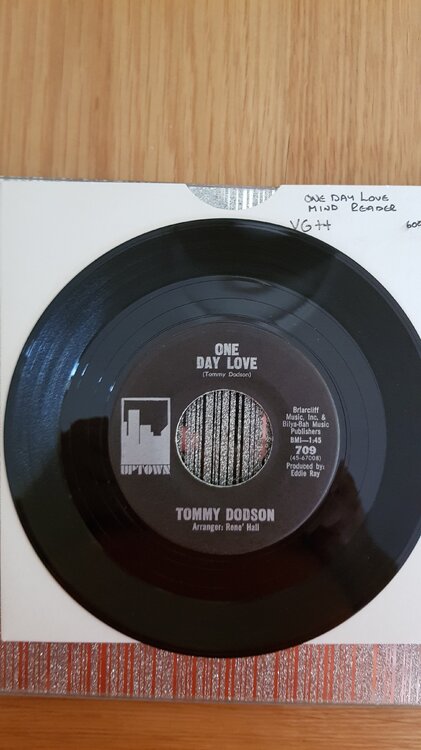 ONE DAY LOVE
MIND READER
VG++
ONE
DAY LOVE
(Tommy Dodson)
UPTOWN
Briarcliff
Music, Inc. &
Bilya-Bah Music
Publishers
BMI—1:45
709
(45-67008)
Produced by:
Eddie Ray
TOMMY DODSON
Arranger: Rene' Hall